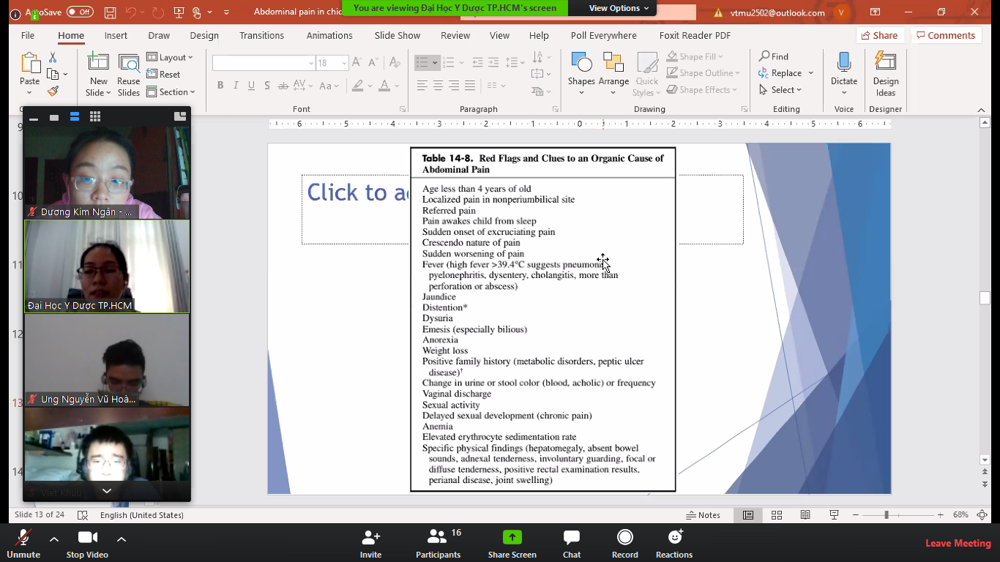 AutoSave Off
Abdominal pain in chic
You are viewing Đại Học Y Dược TP.HCM's screen
View Options
vtmu2502@outlook.com
V
File Home Insert Draw Design Transitions Animations Slide Show Review View Help Poll Everywhere Foxit Reader PDF
Share Comments
Paste
New Slide
Reuse Slides
Layout
Reset
Section
18
B I U S ab AV Aa A
Font
Paragraph
Shapes Arrange
Quick Styles
Shape Fill
Shape Outline
Shape Effects
Drawing
Find
Replace
Select
Editing
Dictate
Voice
Design Ideas
Designer
6 5 4 3 2 1 0 1 2 3 4 5 6
9
10
11
12
13
14
Dương Kim Ngân - ...
Đại Học Y Dược TP.HCM
Ung Nguyễn Vũ Hoà...
Viet Khuu
Click to ad
Table 14-8. Red Flags and Clues to an Organic Cause of
Abdominal Pain
Age less than 4 years of old
Localized pain in nonperiumbilical site
Referred pain
Pain awakes child from sleep
Sudden onset of excruciating pain
Crescendo nature of pain
Sudden worsening of pain
Fever (high fever >39.4°C suggests pneumoni
pyelonephritis, dysentery, cholangitis, more than
perforation or abscess)
Jaundice
Distention*
Dysuria
Emesis (especially bilious)
Anorexia
Weight loss
Positive family history (metabolic disorders, peptic ulcer
disease)†
Change in urine or stool color (blood, acholic) or frequency
Vaginal discharge
Sexual activity
Delayed sexual development (chronic pain)
Anemia
Elevated erythrocyte sedimentation rate
Specific physical findings (hepatomegaly, absent bowel
sounds, adnexal tenderness, involuntary guarding, focal or
diffuse tenderness, positive rectal examination results,
perianal disease, joint swelling)
Slide 13 of 24
English (United States)
Notes
68%
Unmute
Stop Video
Invite
Participants
16
Share Screen
Chat
Record
Reactions
Leave Meeting